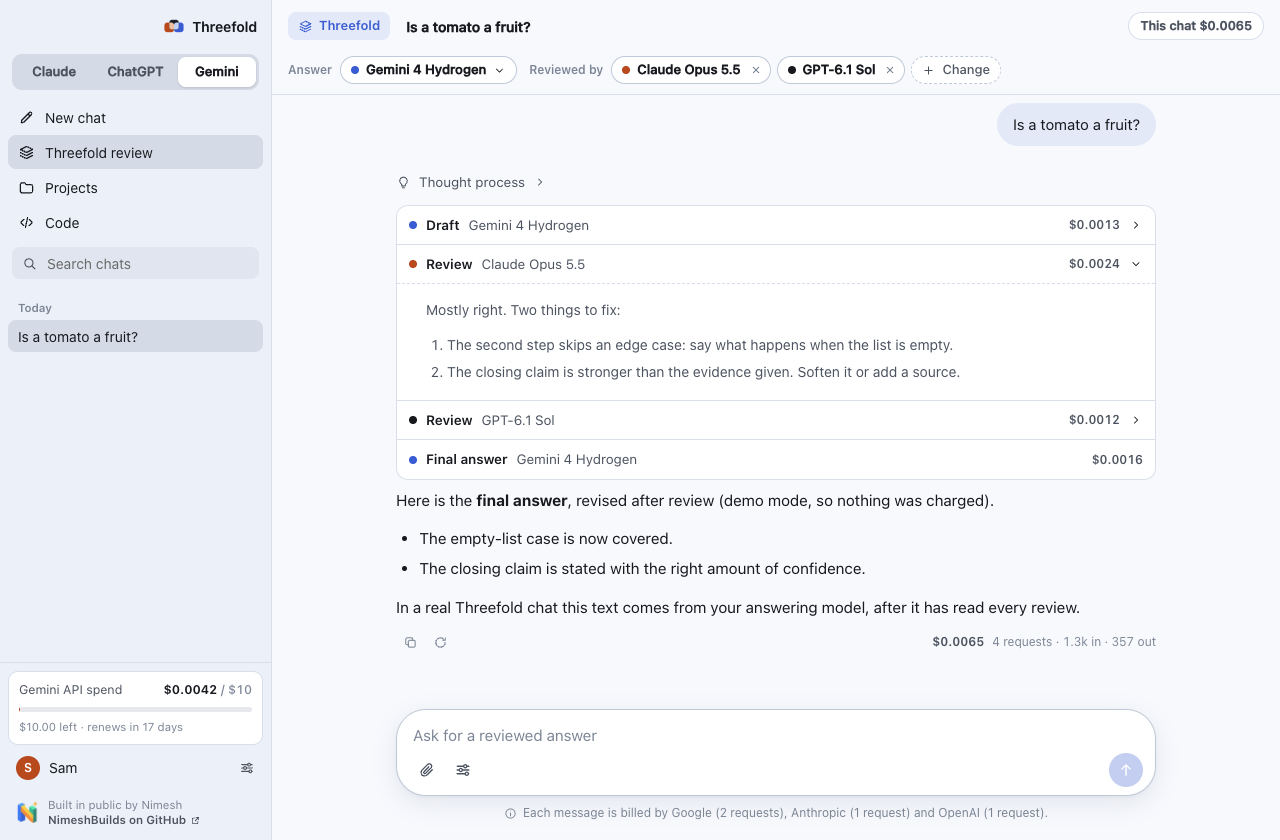 Threefold
Claude ChatGPT Gemini
New chat
Threefold review
Projects
Code
Search chats
Today
Is a tomato a fruit?
Gemini API spend $0.0042 / $10
$10.00 left · renews in 17 days
S Sam
Built in public by Nimesh
NimeshBuilds on GitHub
Threefold Is a tomato a fruit? This chat $0.0065
Answer Gemini 4 Hydrogen Reviewed by Claude Opus 5.5 × GPT-6.1 Sol × + Change
Is a tomato a fruit?
Thought process
Draft Gemini 4 Hydrogen $0.0013
Review Claude Opus 5.5 $0.0024
Mostly right. Two things to fix:
1. The second step skips an edge case: say what happens when the list is empty.
2. The closing claim is stronger than the evidence given. Soften it or add a source.
Review GPT-6.1 Sol $0.0012
Final answer Gemini 4 Hydrogen $0.0016
Here is the final answer, revised after review (demo mode, so nothing was charged).
• The empty-list case is now covered.
• The closing claim is stated with the right amount of confidence.
In a real Threefold chat this text comes from your answering model, after it has read every review.
$0.0065 4 requests · 1.3k in · 357 out
Ask for a reviewed answer
Each message is billed by Google (2 requests), Anthropic (1 request) and OpenAI (1 request).